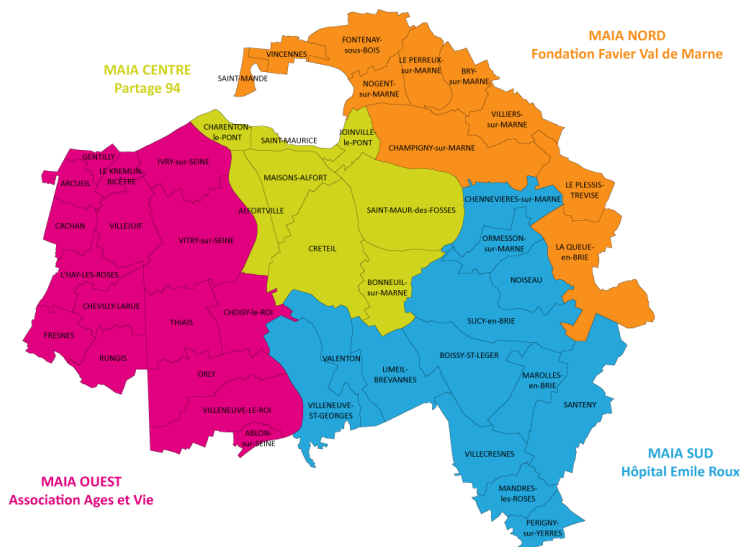 MAIA NORD
Fondation Favier Val de Marne
MAIA CENTRE
Partage 94
FONTENAY-
sous-BOIS
VINCENNES
SAINT-MANDE
LE PERREUX-
sur-MARNE
BRY-
sur-MARNE
NOGENT-
sur-MARNE
VILLIERS-
sur-MARNE
CHAMPIGNY-sur-MARNE
LE PLESSIS-
TREVISE
LA QUEUE-
en-BRIE
CHARENTON-
le-PONT
SAINT-MAURICE
JOINVILLE-
le-PONT
MAISONS-ALFORT
ALFORTVILLE
SAINT-MAUR-des-FOSSES
CRETEIL
BONNEUIL-
sur-MARNE
GENTILLY
LE KREMLIN-
BICETRE
IVRY-sur-SEINE
ARCUEIL
CACHAN
VILLEJUIF
VITRY-sur-SEINE
L'HAY-LES-ROSES
CHEVILLY-LARUE
THIAIS
CHOISY-le-ROI
FRESNES
RUNGIS
ORLY
VILLENEUVE-LE-ROI
ABLON-
sur-SEINE
CHENNEVIERES-sur-MARNE
ORMESSON-
sur-MARNE
NOISEAU
SUCY-en-BRIE
VALENTON
LIMEIL-
BREVANNES
BOISSY-ST-LEGER
MAROLLES-
en-BRIE
SANTENY
VILLENEUVE-
ST-GEORGES
VILLECRESNES
MANDRES-
les-ROSES
PERIGNY-
sur-YERRES
MAIA OUEST
Association Ages et Vie
MAIA SUD
Hôpital Emile Roux